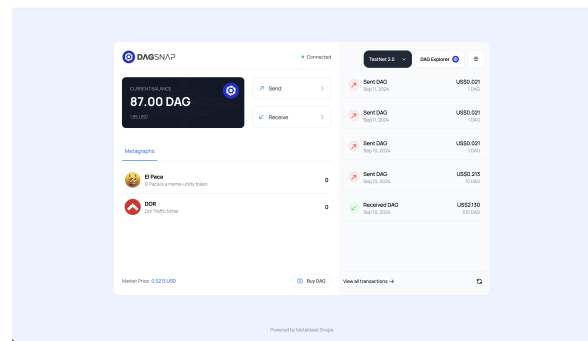 DAGSNAP
Connected
CURRENT BALANCE
87.00 DAG
1.85 USD
Send
Receive
Metagraphs
El Paca
El Paca is a meme-utility token
0
DOR
Dor Traffic Miner
0
Market Price: 0.0213 USD
Buy DAG
TestNet 2.0
DAG Explorer
Sent DAG
US$0.021
Sep 11, 2024
1 DAG
Sent DAG
US$0.021
Sep 11, 2024
1 DAG
Sent DAG
US$0.021
Sep 10, 2024
1 DAG
Sent DAG
US$0.213
Sep 10, 2024
10 DAG
Received DAG
US$2.130
Sep 10, 2024
100 DAG
View all transactions →
Powered by MetaMask Snaps